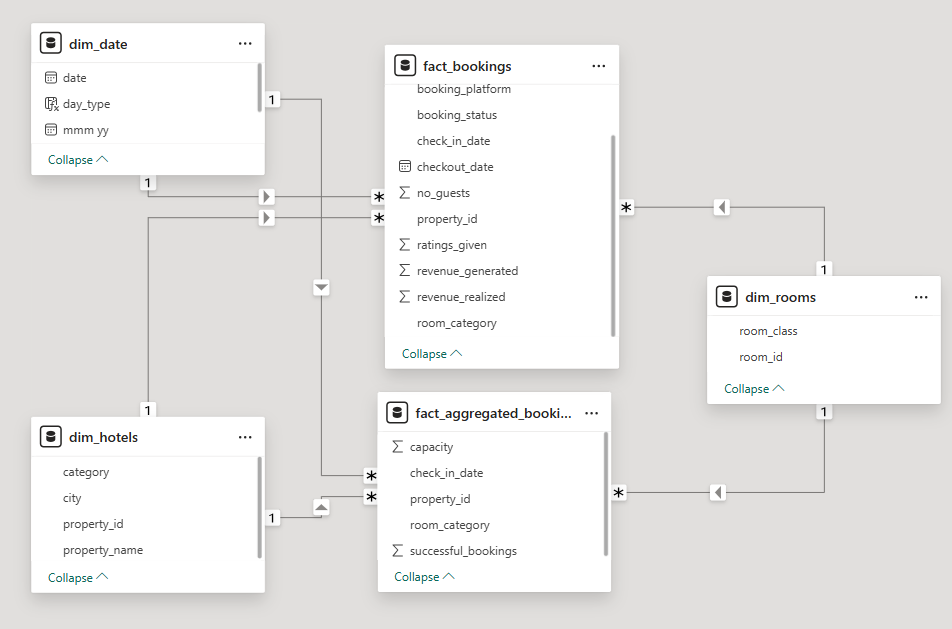 dim_date
...
date
day_type
mmm yy
Collapse
1
1
fact_bookings
...
booking_platform
booking_status
check_in_date
checkout_date
Σ no_guests
property_id
Σ ratings_given
Σ revenue_generated
Σ revenue_realized
room_category
Collapse
*
*
*
1
dim_rooms
...
room_class
room_id
Collapse
1
1
dim_hotels
...
category
city
property_id
property_name
Collapse
1
fact_aggregated_booki...
...
Σ capacity
check_in_date
property_id
room_category
Σ successful_bookings
Collapse
*
*
*